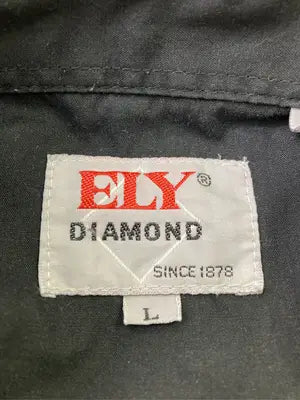 ELY®
DIAMOND
SINCE 1878
L